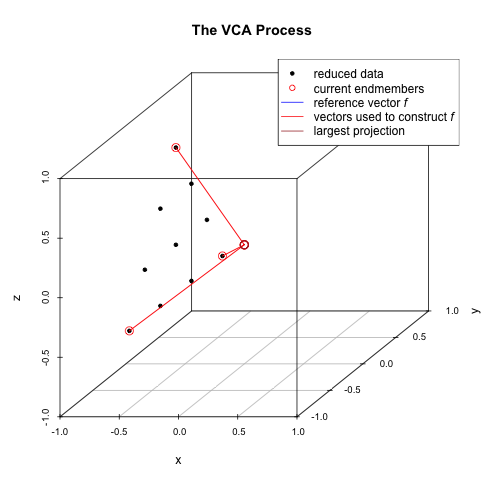 The VCA Process
reduced data
current endmembers
reference vector f
vectors used to construct f
largest projection
1.0
0.5
0.0
-0.5
-1.0
z
-1.0
-0.5
0.0
0.5
1.0
x
-1.0
-0.5
0.0
0.5
1.0
y